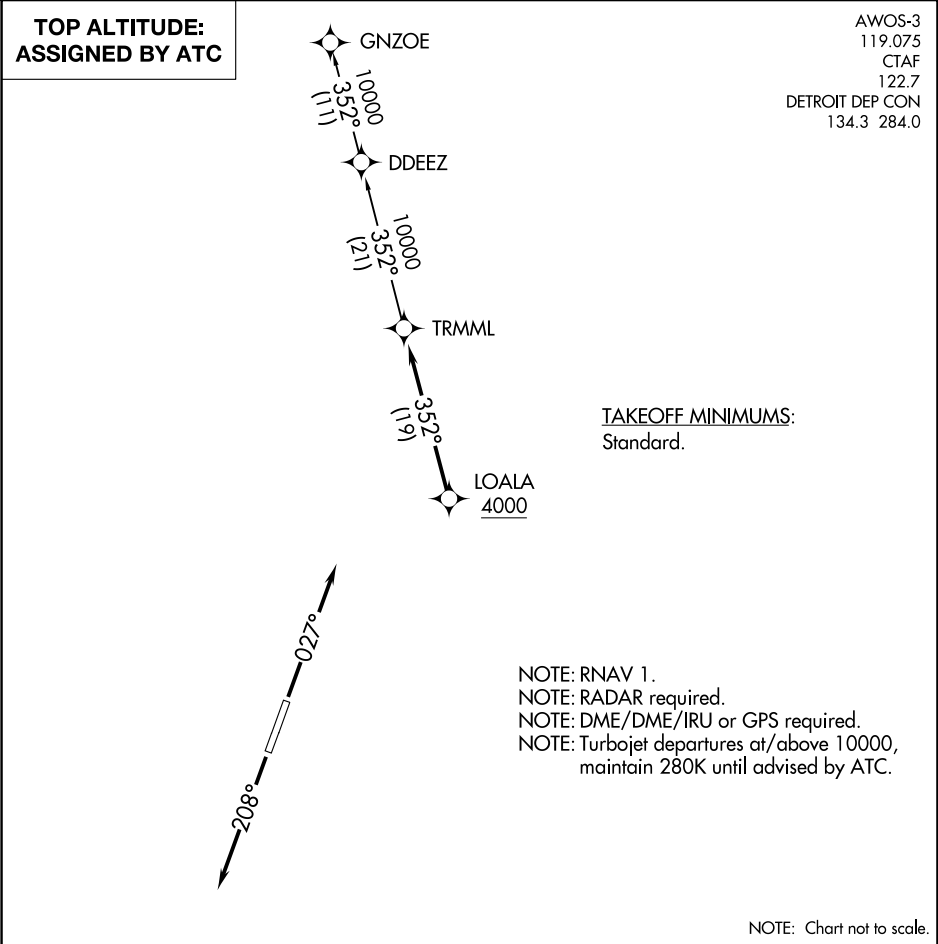 TOP ALTITUDE:
ASSIGNED BY ATC
AWOS-3
119.075
CTAF
122.7
DETROIT DEP CON
134.3 284.0
GNZOE
10000
352°
(11)
DDEEZ
10000
352°
(21)
TRMML
352°
(19)
TAKEOFF MINIMUMS:
Standard.
LOALA
4000
027°
208°
NOTE: RNAV 1.
NOTE: RADAR required.
NOTE: DME/DME/IRU or GPS required.
NOTE: Turbojet departures at/above 10000,
maintain 280K until advised by ATC.
NOTE: Chart not to scale.